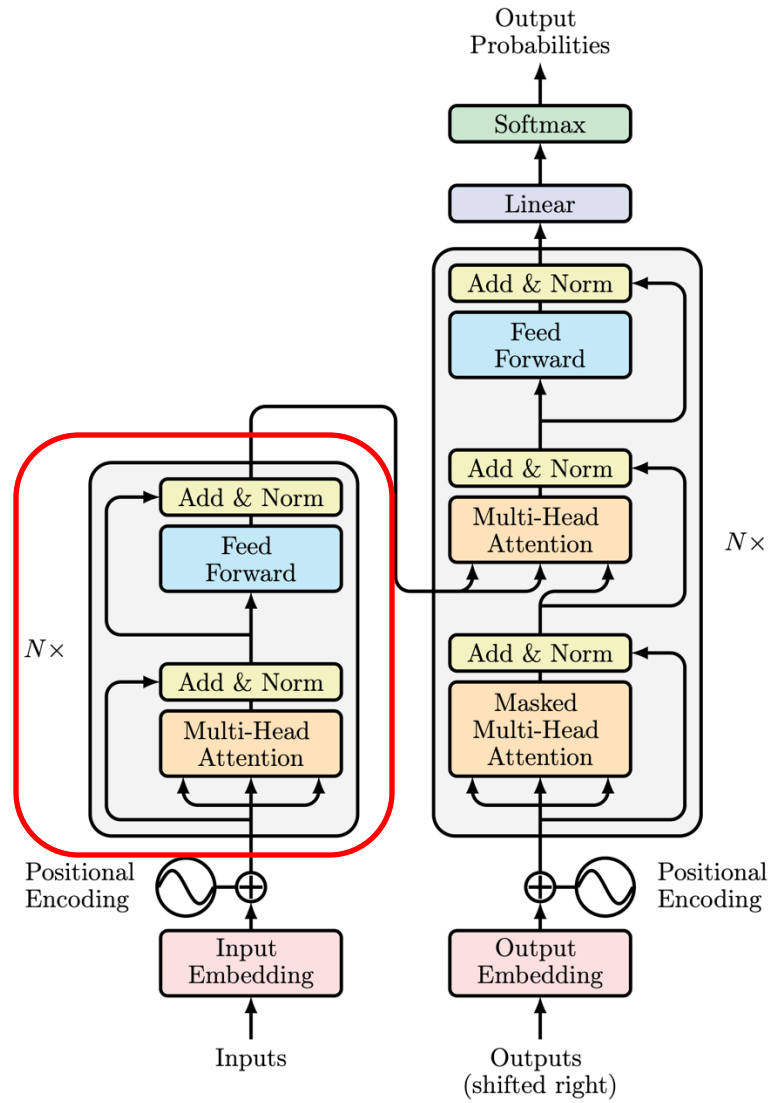 Output
Probabilities
Softmax
Linear
Add & Norm
Feed
Forward
Add & Norm
Multi-Head
Attention
N×
Add & Norm
Masked
Multi-Head
Attention
Add & Norm
Feed
Forward
N×
Add & Norm
Multi-Head
Attention
Positional
Encoding
Positional
Encoding
Input
Embedding
Output
Embedding
Inputs
Outputs
(shifted right)